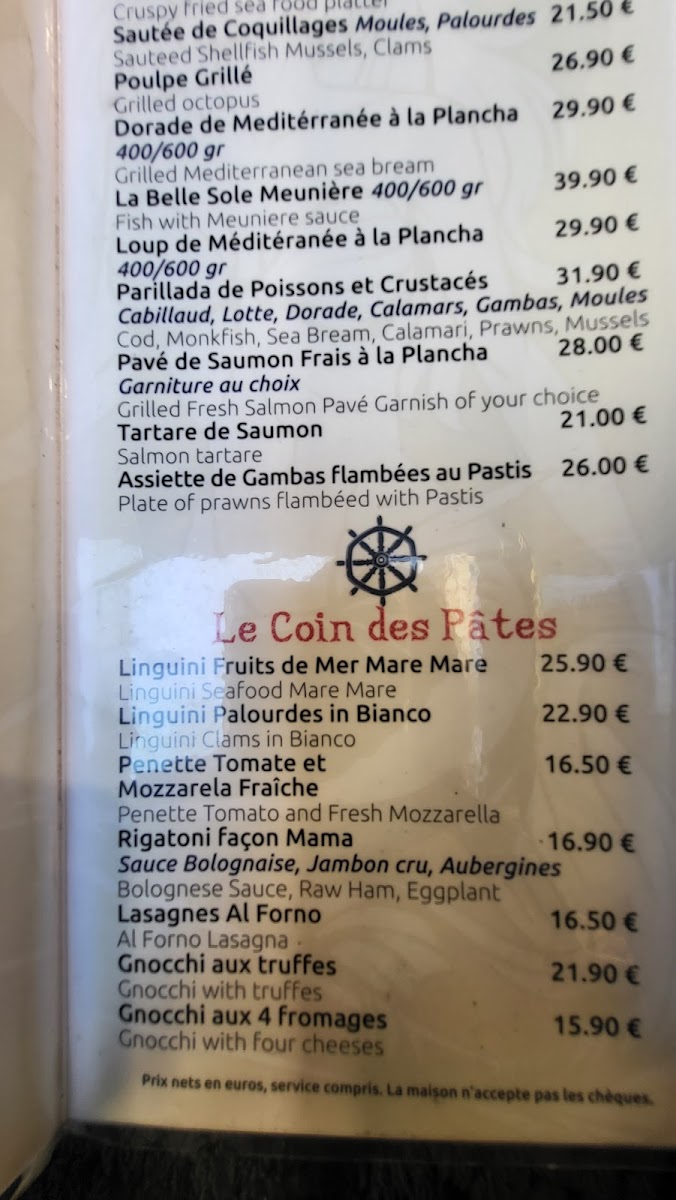 Cruspy fried sea food platter
Sautée de Coquillages Moules, Palourdes 21.50 €
Sauteed Shellfish Mussels, Clams
Poulpe Grillé 26.90 €
Grilled octopus
Dorade de Meditérranée à la Plancha 29.90 €
400/600 gr
Grilled Mediterranean sea bream
La Belle Sole Meunière 400/600 gr 39.90 €
Fish with Meuniere sauce
Loup de Méditéranée à la Plancha 29.90 €
400/600 gr
Parillada de Poissons et Crustacés 31.90 €
Cabillaud, Lotte, Dorade, Calamars, Gambas, Moules
Cod, Monkfish, Sea Bream, Calamari, Prawns, Mussels
Pavé de Saumon Frais à la Plancha 28.00 €
Garniture au choix
Grilled Fresh Salmon Pavé Garnish of your choice
Tartare de Saumon 21.00 €
Salmon tartare
Assiette de Gambas flambées au Pastis 26.00 €
Plate of prawns flambéed with Pastis
Le Coin des Pâtes
Linguini Fruits de Mer Mare Mare 25.90 €
Linguini Seafood Mare Mare
Linguini Palourdes in Bianco 22.90 €
Linguini Clams in Bianco
Penette Tomate et 16.50 €
Mozzarela Fraîche
Penette Tomato and Fresh Mozzarella
Rigatoni façon Mama 16.90 €
Sauce Bolognaise, Jambon cru, Aubergines
Bolognese Sauce, Raw Ham, Eggplant
Lasagnes Al Forno 16.50 €
Al Forno Lasagna
Gnocchi aux truffes 21.90 €
Gnocchi with truffes
Gnocchi aux 4 fromages 15.90 €
Gnocchi with four cheeses
Prix nets en euros, service compris. La maison n'accepte pas les chèques.